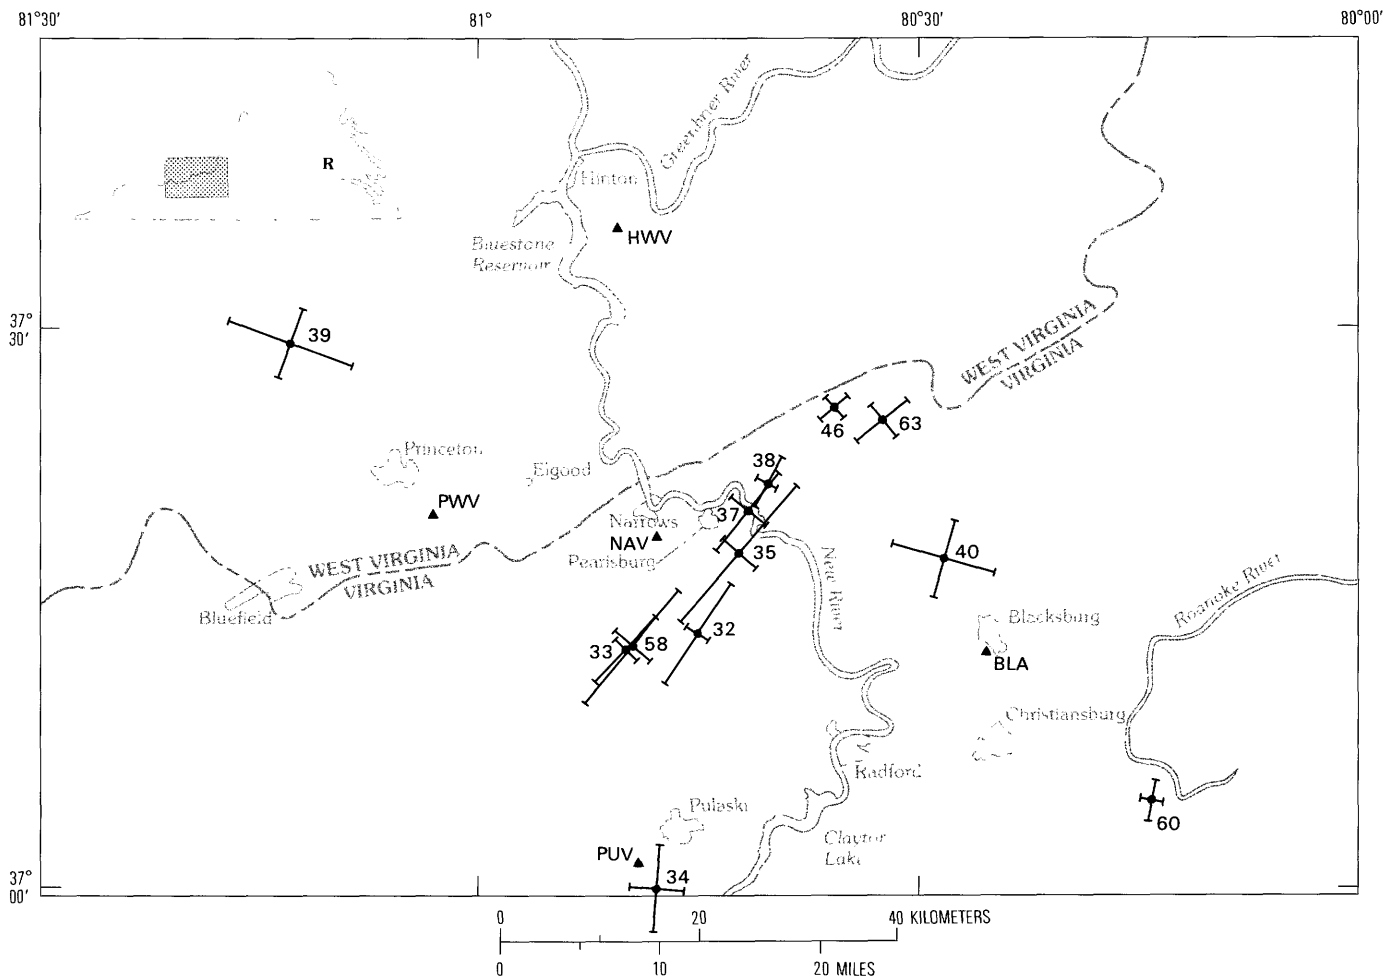 81°30′ 81° 80°30′ 80°00′
Greenbrier River
R
Hinton
HWV
Bluestone
Reservoir
37°
30′
39
WEST VIRGINIA
VIRGINIA
46
63
Princeton
38
Elgood
PWV
37
Narrows
NAV
35
40
Pearisburg
WEST VIRGINIA
VIRGINIA
New River
Roanoke River
Bluefield
Blacksburg
32
33
58
BLA
Christiansburg
Radford
Pulaski
60
Claytor
Lake
PUV
34
37°
00′
0 20 40 KILOMETERS
0 10 20 MILES